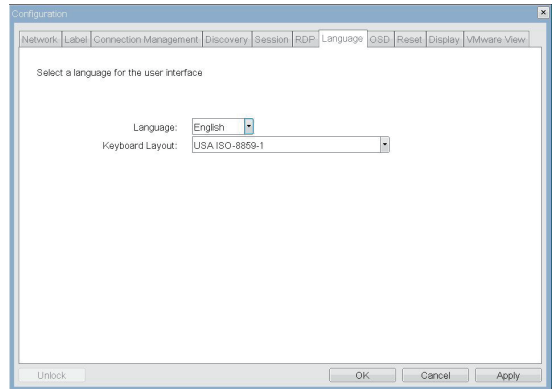 Configuration
Network Label Connection Management Discovery Session RDP Language OSD Reset Display VMware View
Select a language for the user interface
Language: English
Keyboard Layout: USA ISO-8859-1
Unlock OK Cancel Apply